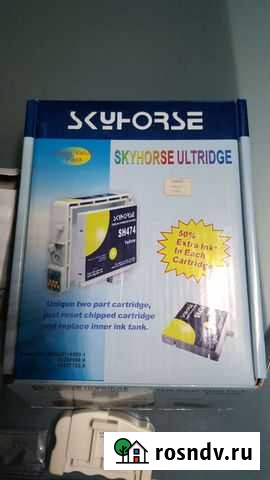 SKYHORSE
SKYHORSE ULTRIDGE
SKYHORSE
SH474
Yellow
50%
Extra Ink
In Each
Cartridge
Unique two part cartridge,
just reset chipped cartridge
and replace inner ink tank.
rosndv.ru